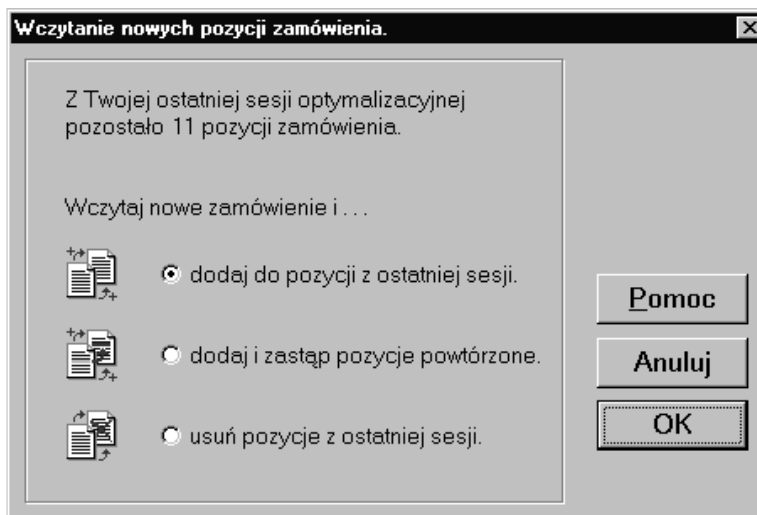 Wczytanie nowych pozycji zamówienia.
Z Twojej ostatniej sesji optymalizacyjnej
pozostało 11 pozycji zamówienia.
Wczytaj nowe zamówienie i . . .
dodaj do pozycji z ostatniej sesji.
dodaj i zastąp pozycje powtórzone.
usuń pozycje z ostatniej sesji.
Pomoc
Anuluj
OK